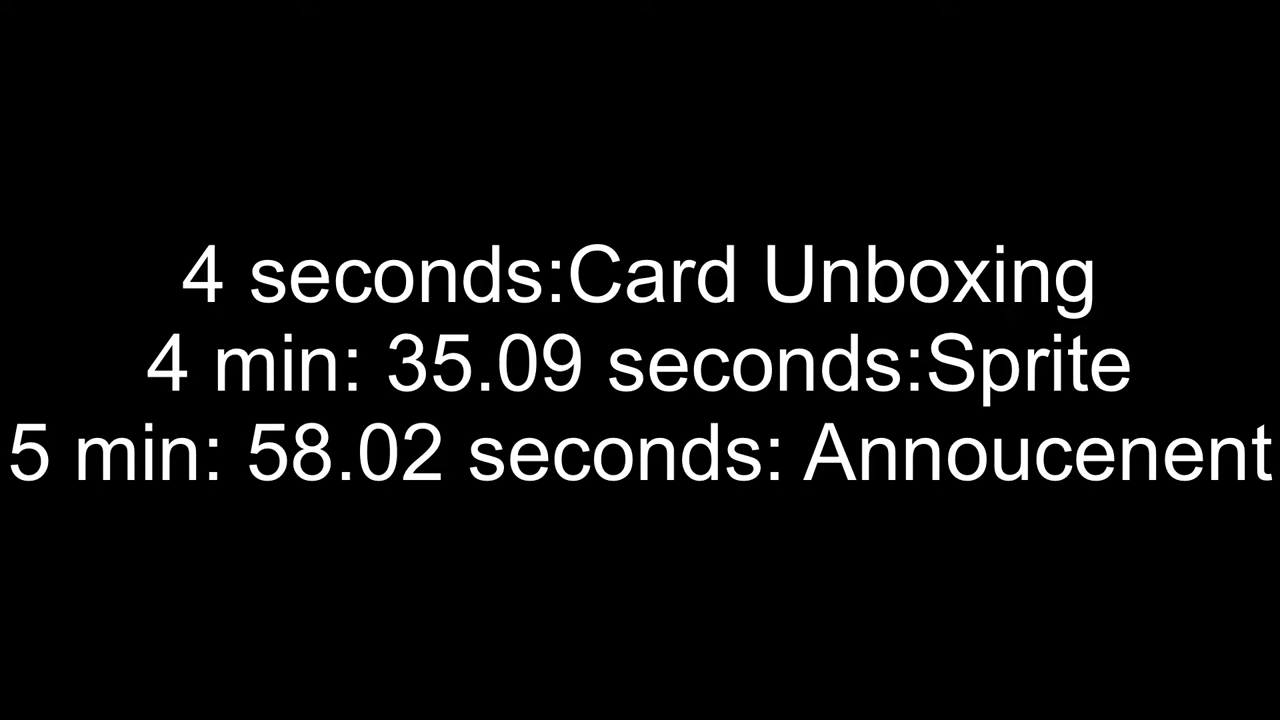 4 seconds:Card Unboxing
4 min: 35.09 seconds:Sprite
5 min: 58.02 seconds: Annoucenent